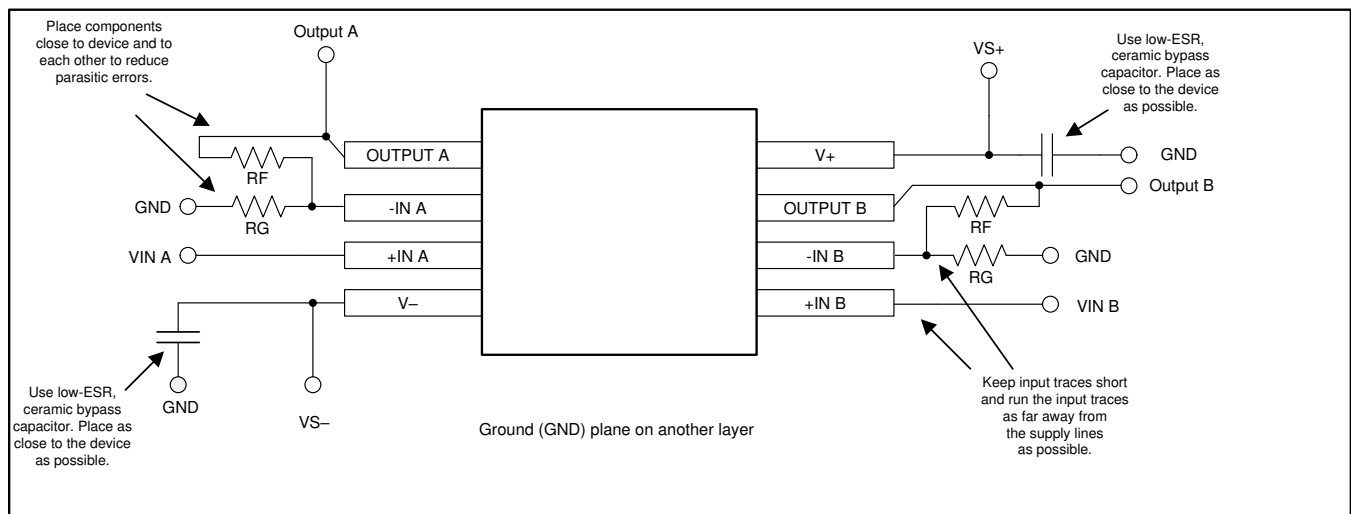 Place components
close to device and to
each other to reduce
parasitic errors.
Output A
VS+
Use low-ESR,
ceramic bypass
capacitor. Place as
close to the device
as possible.
OUTPUT A
RF
GND
RG
-IN A
VIN A
+IN A
V–
V+
GND
OUTPUT B
Output B
RF
-IN B
RG
GND
+IN B
VIN B
Use low-ESR,
ceramic bypass
capacitor. Place as
close to the device
as possible.
GND
VS–
Ground (GND) plane on another layer
Keep input traces short
and run the input traces
as far away from
the supply lines
as possible.